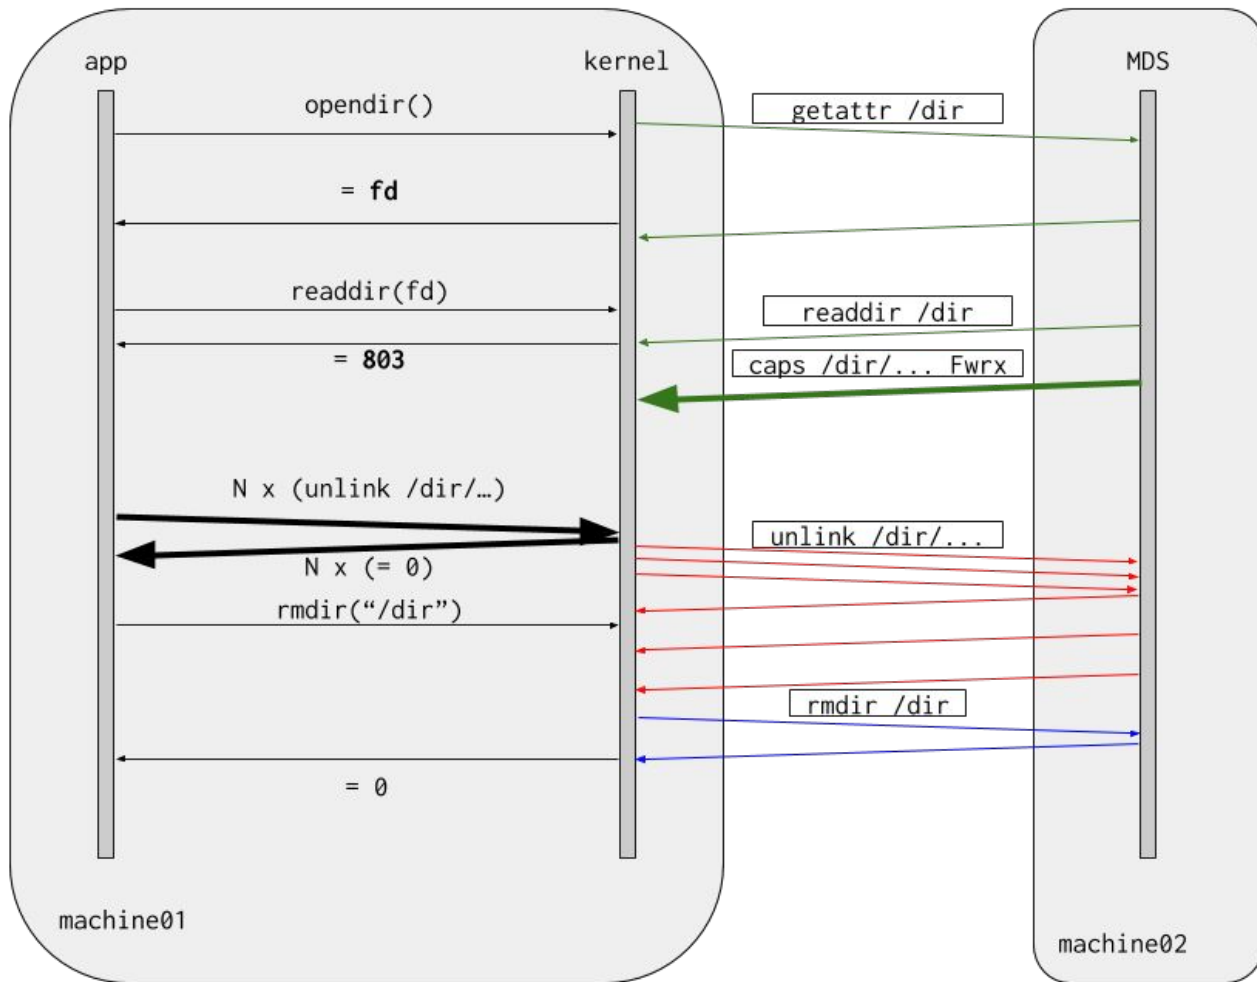 app
kernel
MDS
opendir()
getattr /dir
= fd
readdir(fd)
readdir /dir
= 803
caps /dir/... Fwrx
N x (unlink /dir/…)
unlink /dir/...
N x (= 0)
rmdir(“/dir”)
rmdir /dir
= 0
machine01
machine02